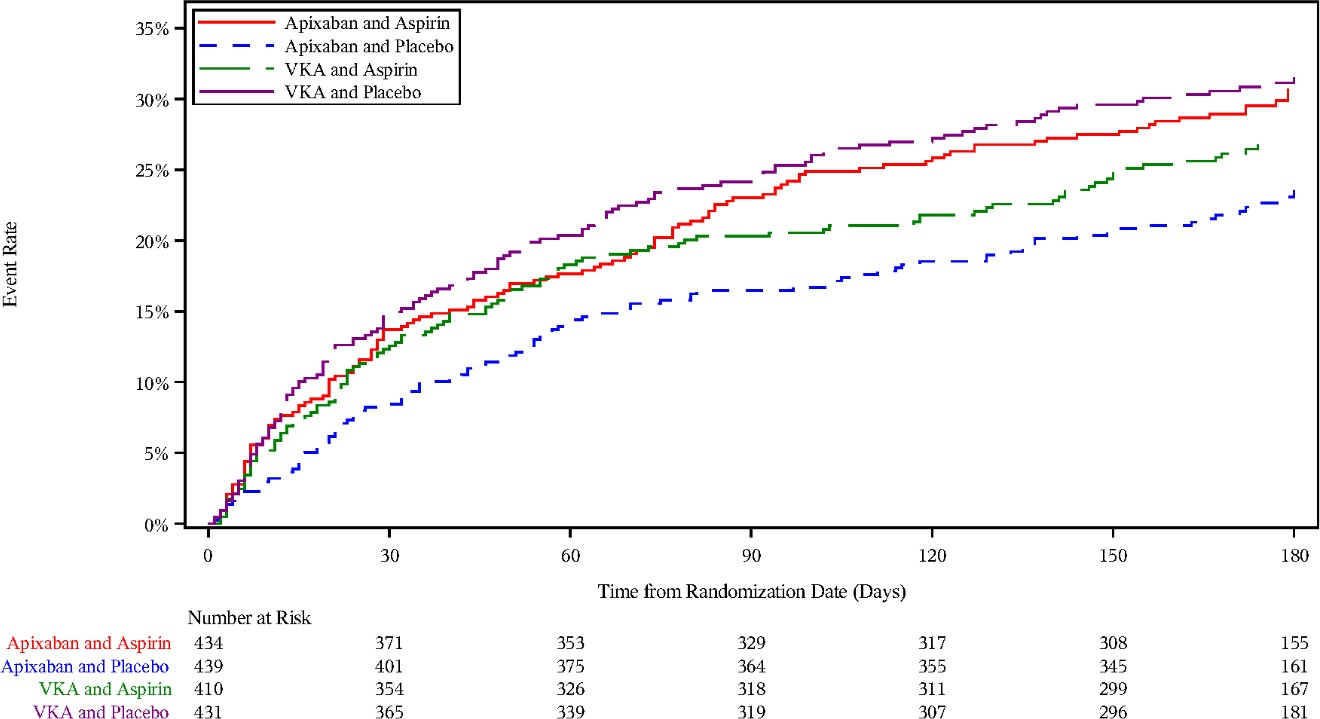 35%
30%
25%
20%
15%
10%
5%
0%
Event Rate
Apixaban and Aspirin
Apixaban and Placebo
VKA and Aspirin
VKA and Placebo
0 30 60 90 120 150 180
Time from Randomization Date (Days)
Number at Risk
Apixaban and Aspirin 434 371 353 329 317 308 155
Apixaban and Placebo 439 401 375 364 355 345 161
VKA and Aspirin 410 354 326 318 311 299 167
VKA and Placebo 431 365 339 319 307 296 181